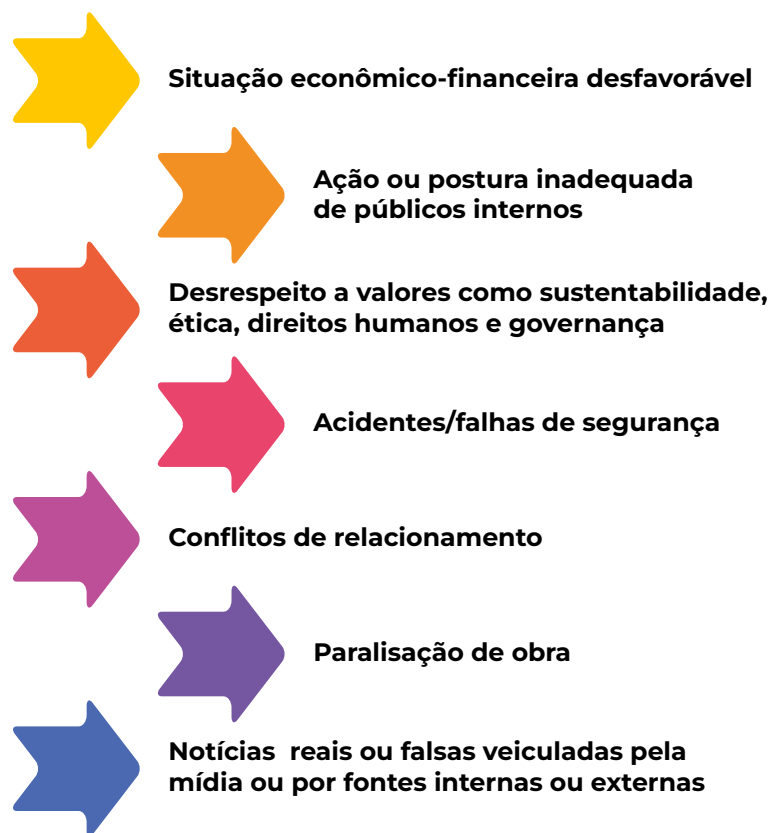 Situação econômico-financeira desfavorável
Ação ou postura inadequada
de públicos internos
Desrespeito a valores como sustentabilidade,
ética, direitos humanos e governança
Acidentes/falhas de segurança
Conflitos de relacionamento
Paralisação de obra
Notícias  reais ou falsas veiculadas pela
mídia ou por fontes internas ou externas